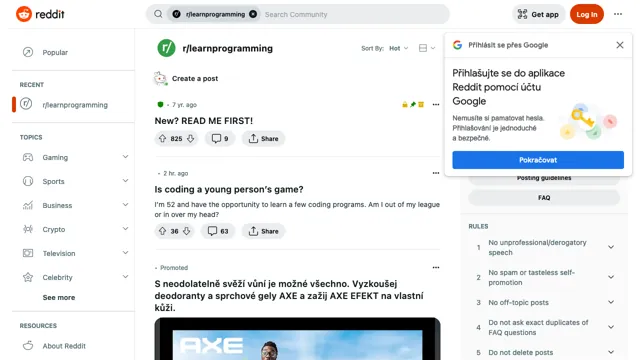 reddit
r/learnprogramming
Search Community
Get app
Log In
Popular
RECENT
r/learnprogramming
TOPICS
Gaming
Sports
Business
Crypto
Television
Celebrity
See more
RESOURCES
About Reddit
r/ r/learnprogramming
Sort By: Hot
Create a post
• 7 yr. ago
New? READ ME FIRST!
825
9
Share
• 2 hr. ago
Is coding a young person's game?
I'm 52 and have the opportunity to learn a few coding programs. Am I out of my league
or in over my head?
36
63
Share
• Promoted
S neodolatelně svěží vůní je možné všechno. Vyzkoušej
deodoranty a sprchové gely AXE a zažij AXE EFEKT na vlastní
kůži.
AXE
Přihlásit se přes Google
Přihlašujte se do aplikace
Reddit pomocí účtu
Google
Nemusíte si pamatovat hesla.
Přihlašování je jednoduché
a bezpečné.
Pokračovat
Posting guidelines
FAQ
RULES
1 No unprofessional/derogatory
speech
2 No spam or tasteless self-
promotion
3 No off-topic posts
4 Do not ask exact duplicates of
FAQ questions
5 Do not delete posts